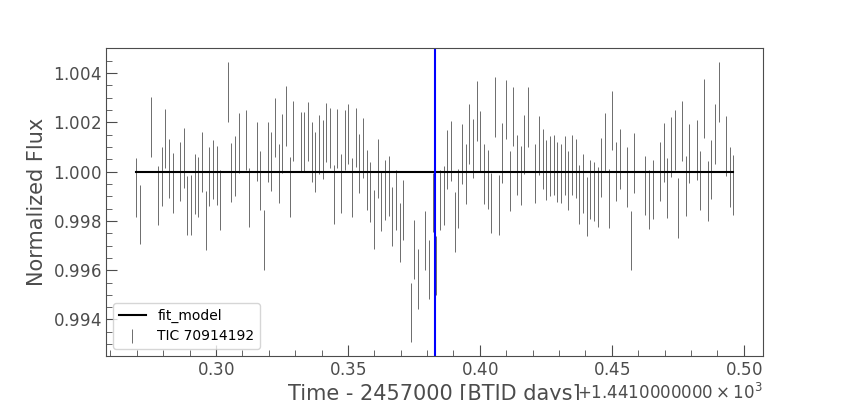 1.004
1.002
1.000
0.998
0.996
0.994
Normalized Flux
fit_model
TIC 70914192
0.30 0.35 0.40 0.45 0.50
Time - 2457000 [BTJD days]
+1.4410000000 × 10³